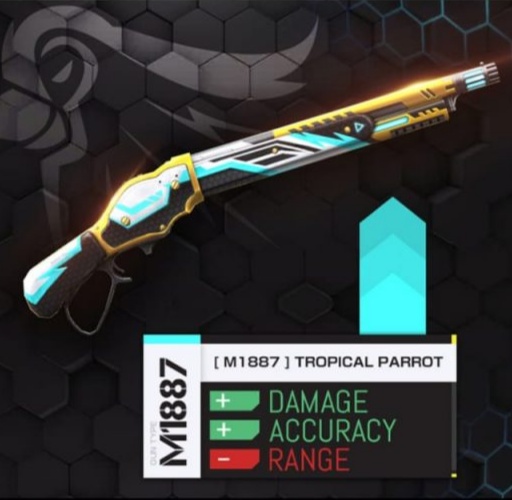 [ M1887 ] TROPICAL PARROT
GUN TYPE
M1887
+ DAMAGE
+ ACCURACY
- RANGE